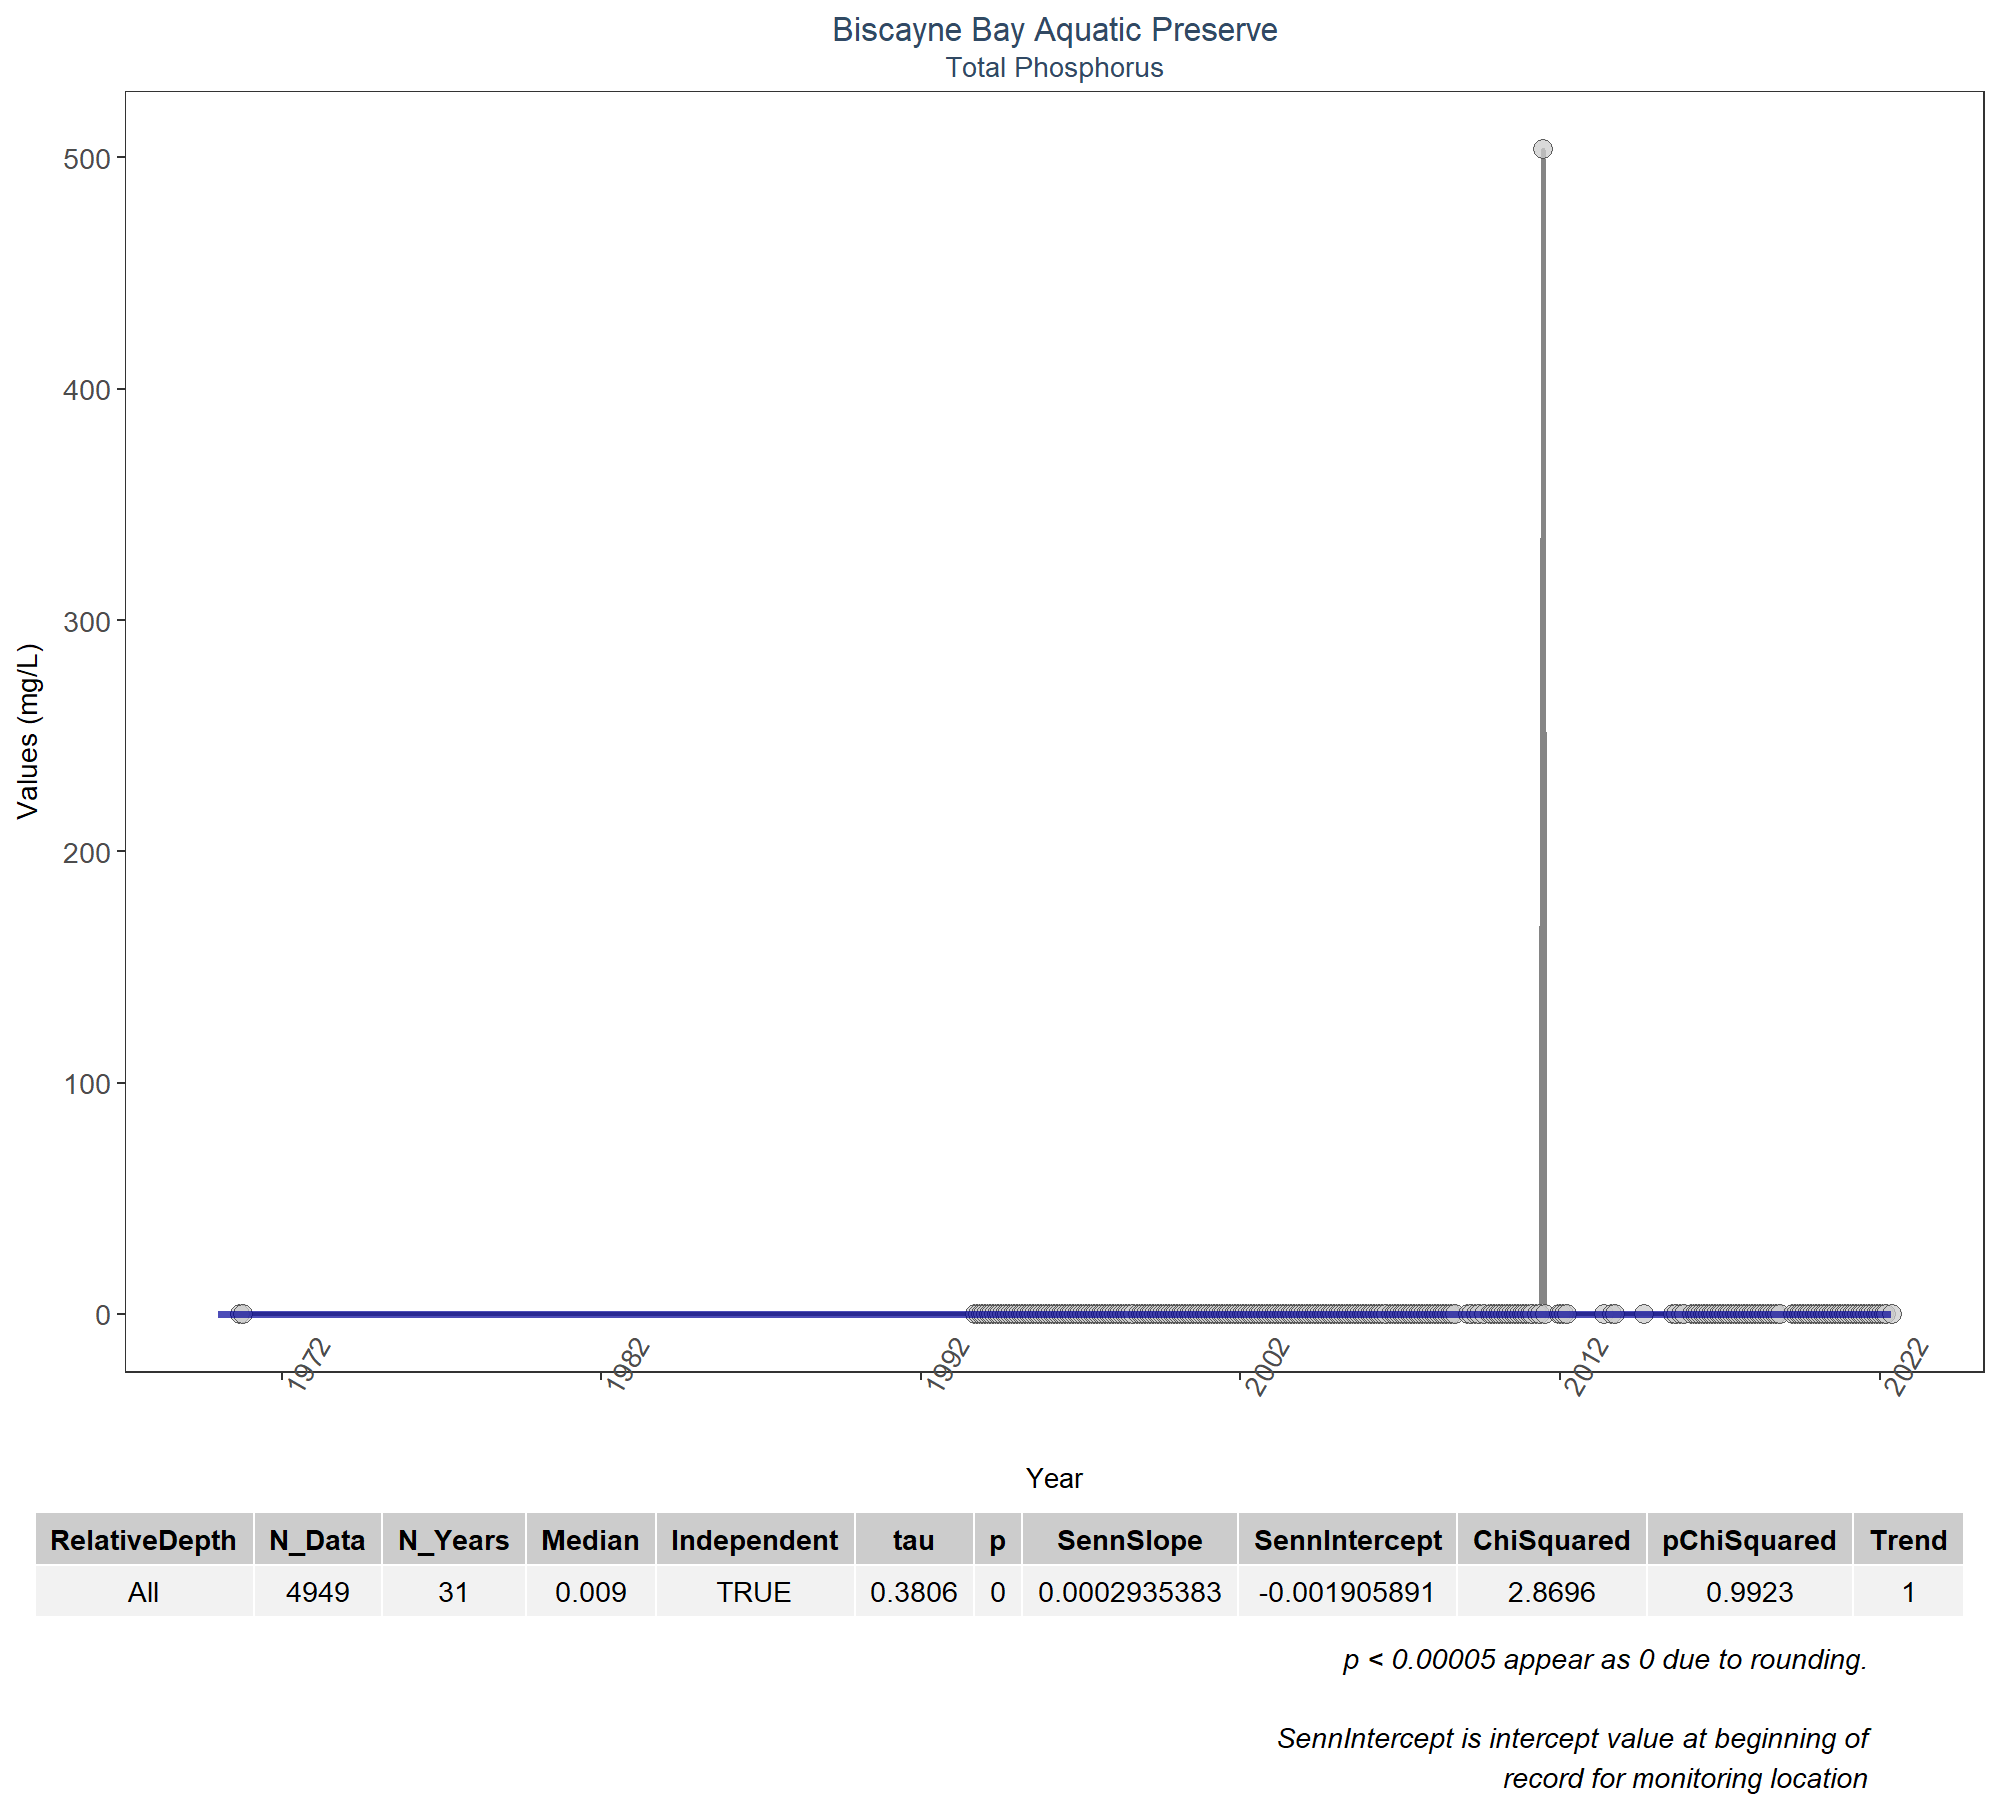 Biscayne Bay Aquatic Preserve
Total Phosphorus
500
400
300
200
100
0
Values (mg/L)
1972
1982
1992
2002
2012
2022
Year
RelativeDepth N_Data N_Years Median Independent tau p SennSlope SennIntercept ChiSquared pChiSquared Trend
All 4949 31 0.009 TRUE 0.3806 0 0.0002935383 -0.001905891 2.8696 0.9923 1
p < 0.00005 appear as 0 due to rounding.
SennIntercept is intercept value at beginning of
record for monitoring location